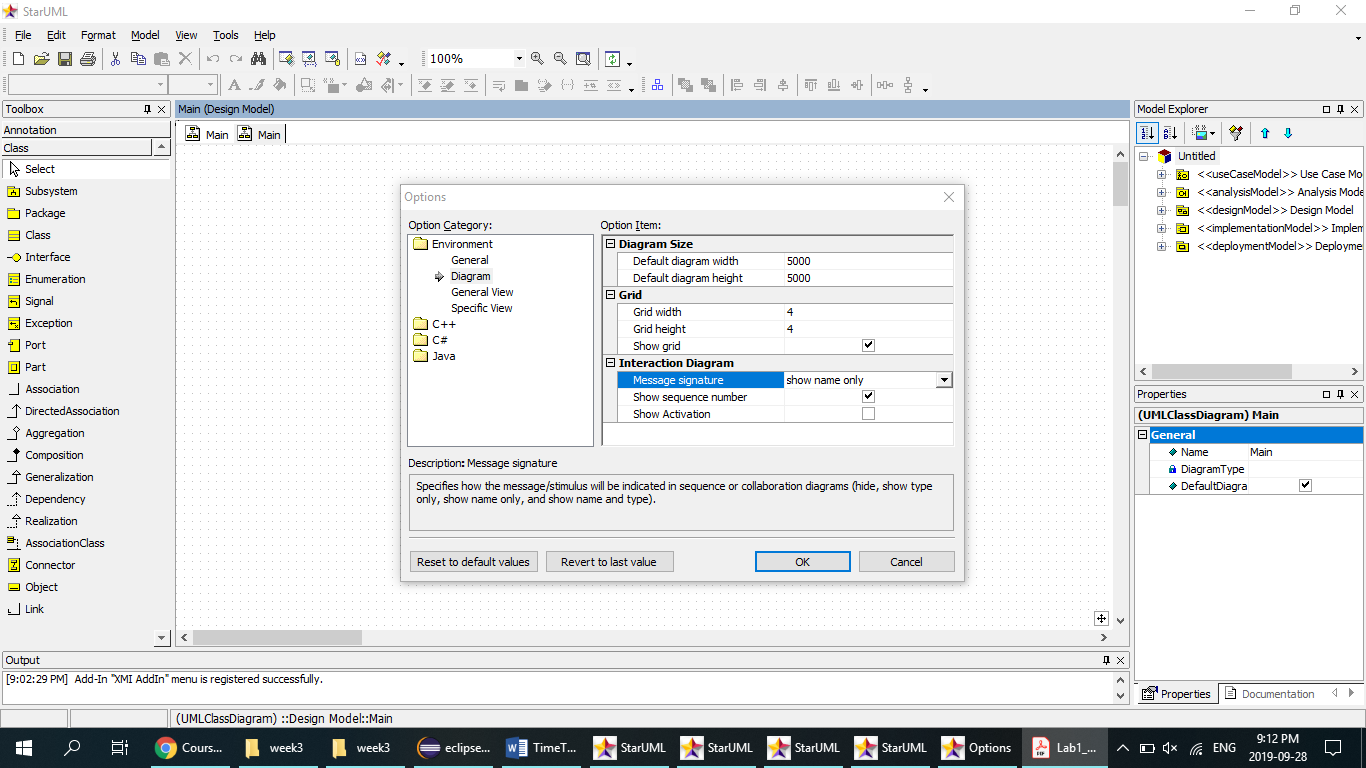 StarUML
File Edit Format Model View Tools Help
100%
Toolbox
Annotation
Class
Select
Subsystem
Package
Class
Interface
Enumeration
Signal
Exception
Port
Part
Association
DirectedAssociation
Aggregation
Composition
Generalization
Dependency
Realization
AssociationClass
Connector
Object
Link
Main (Design Model)
Main Main
Options
Option Category:
Environment
General
Diagram
General View
Specific View
C++
C#
Java
Option Item:
Diagram Size
Default diagram width 5000
Default diagram height 5000
Grid
Grid width 4
Grid height 4
Show grid
Interaction Diagram
Message signature show name only
Show sequence number
Show Activation
Description: Message signature
Specifies how the message/stimulus will be indicated in sequence or collaboration diagrams (hide, show type
only, show name only, and show name and type).
Reset to default values Revert to last value OK Cancel
Model Explorer
Untitled
<<useCaseModel>> Use Case Mo
<<analysisModel>> Analysis Mode
<<designModel>> Design Model
<<implementationModel>> Implem
<<deploymentModel>> Deployme
Properties
(UMLClassDiagram) Main
General
Name Main
DiagramType
DefaultDiagra
Properties Documentation
Output
[9:02:29 PM] Add-In "XMI AddIn" menu is registered successfully.
(UMLClassDiagram) ::Design Model::Main
Cours... week3 week3 eclipse... TimeT... StarUML StarUML StarUML StarUML Options Lab1_... ENG
9:12 PM
2019-09-28